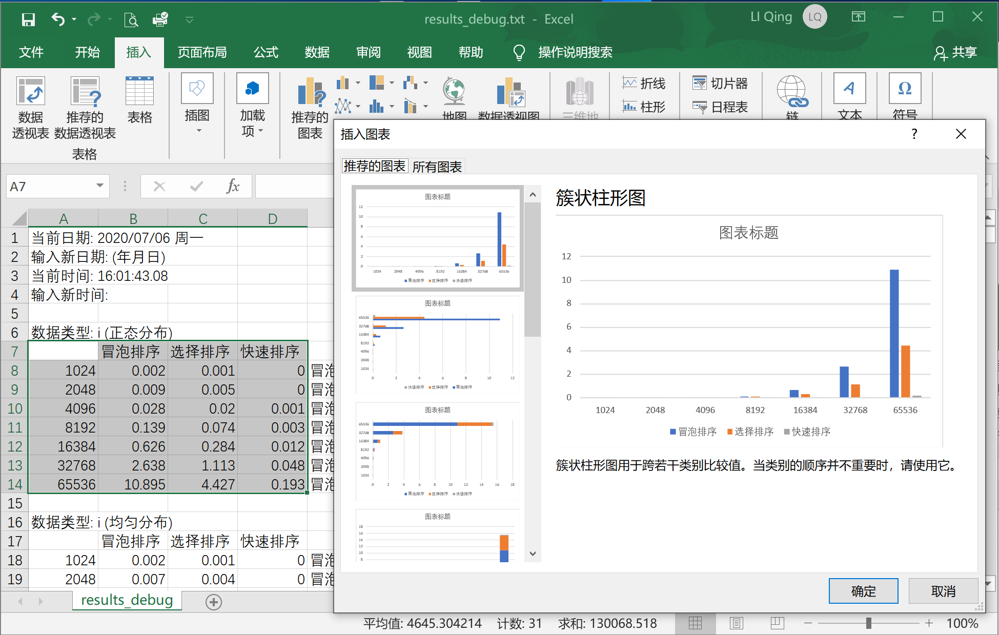 results_debug.txt - Excel
LI Qing
LQ
文件 开始 插入 页面布局 公式 数据 审阅 视图 帮助 操作说明搜索 共享
数据
透视表
推荐的
数据透视表
表格
表格
插图
加载
项
推荐的
图表
地图
数据透视图
三维地
折线
柱形
切片器
日程表
链
文本
符号
A7
fx
A B C D
1 当前日期: 2020/07/06 周一
2 输入新日期: (年月日)
3 当前时间: 16:01:43.08
4 输入新时间:
5
6 数据类型: i (正态分布)
7 冒泡排序 选择排序 快速排序
8 1024 0.002 0.001 0 冒泡
9 2048 0.009 0.005 0 冒泡
10 4096 0.028 0.02 0.001 冒泡
11 8192 0.139 0.074 0.003 冒泡
12 16384 0.626 0.284 0.012 冒泡
13 32768 2.638 1.113 0.048 冒泡
14 65536 10.895 4.427 0.193 冒泡
15
16 数据类型: i (均匀分布)
17 冒泡排序 选择排序 快速排序
18 1024 0.002 0.001 0 冒泡
19 2048 0.007 0.004 0 冒泡
results_debug
插入图表
?
推荐的图表 所有图表
图表标题
12
10
8
6
4
2
0
1024 2048 4096 8192 16384 32768 65536
冒泡排序 选择排序 快速排序
图表标题
65536
32768
16384
8192
4096
2048
1024
0 2 4 6 8 10 12
快速排序 选择排序 冒泡排序
图表标题
65536
32768
16384
8192
4096
2048
1024
0 2 4 6 8 10 12 14 16 18
冒泡排序 选择排序 快速排序
图表标题
18
16
14
12
10
8
簇状柱形图
图表标题
12
10
8
6
4
2
0
1024 2048 4096 8192 16384 32768 65536
冒泡排序 选择排序 快速排序
簇状柱形图用于跨若干类别比较值。当类别的顺序并不重要时，请使用它。
确定 取消
平均值: 4645.304214 计数: 31 求和: 130068.518
100%